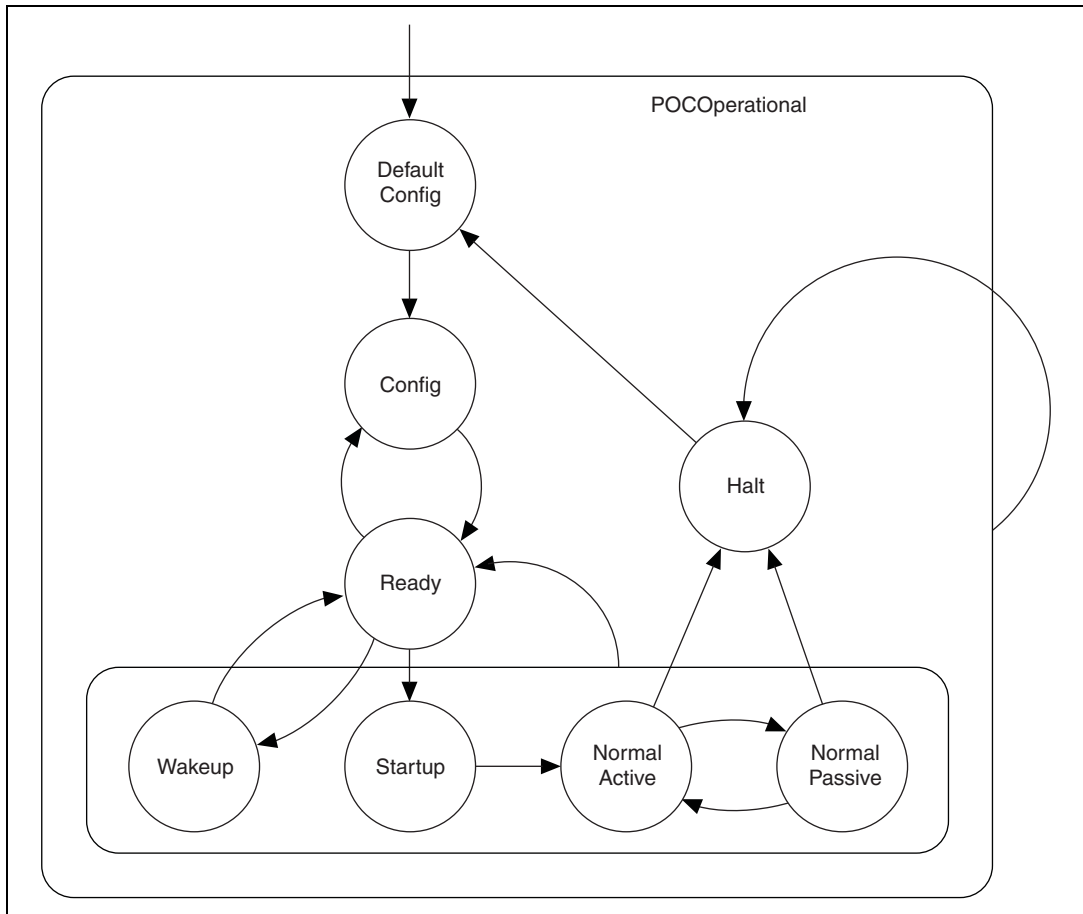 POCOperational
Default
Config
Config
Halt
Ready
Wakeup
Startup
Normal
Active
Normal
Passive